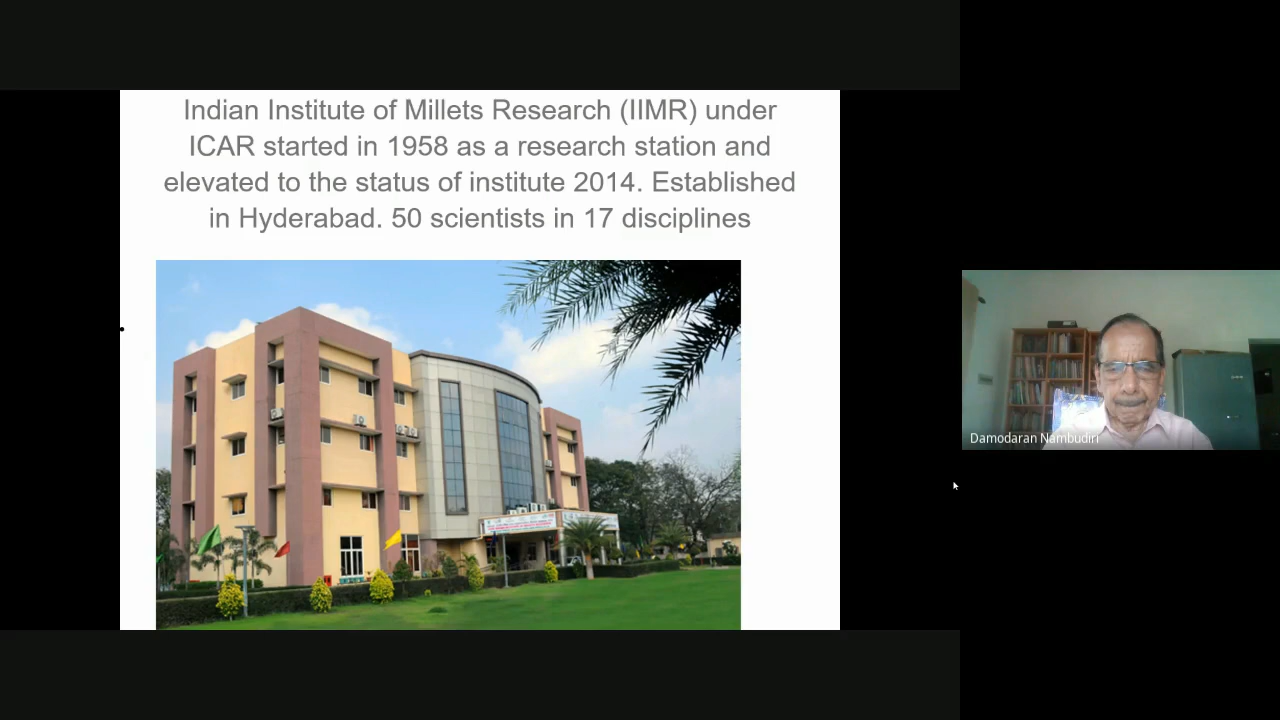 Indian Institute of Millets Research (IIMR) under
ICAR started in 1958 as a research station and
elevated to the status of institute 2014. Established
in Hyderabad. 50 scientists in 17 disciplines
Damodaran Nambudiri